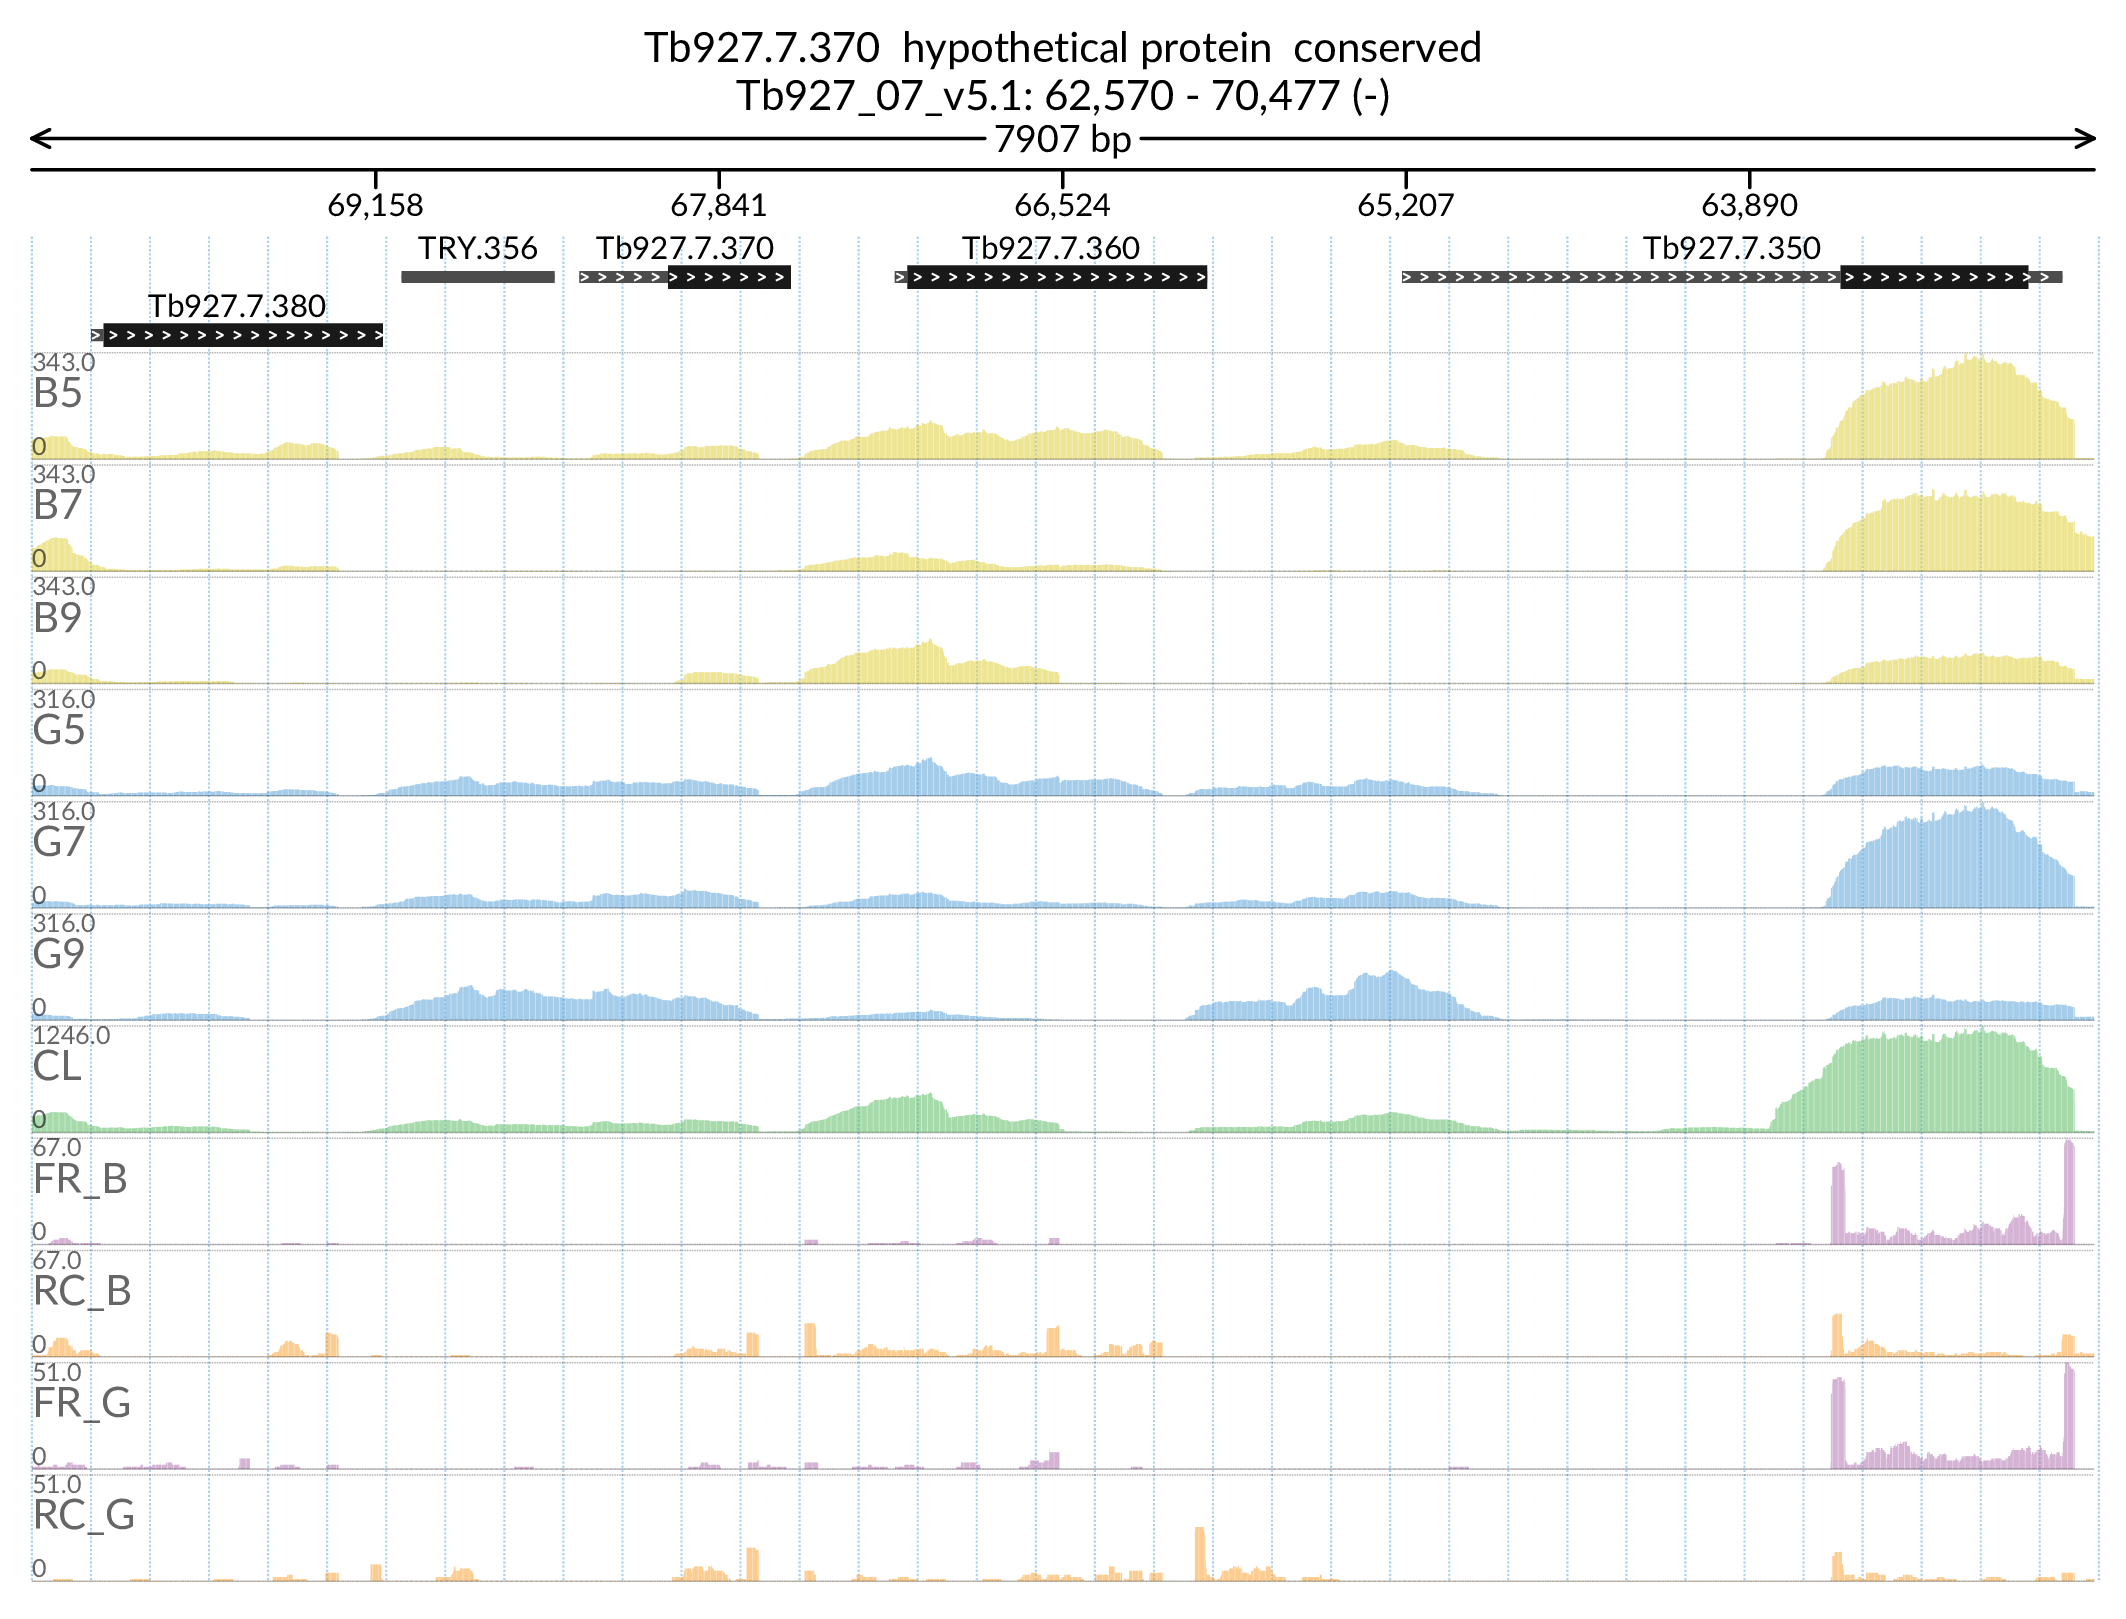 Tb927.7.370  hypothetical protein  conserved
Tb927_07_v5.1: 62,570 - 70,477 (-)
7907 bp
69,158 67,841 66,524 65,207 63,890
TRY.356 Tb927.7.370 Tb927.7.360 Tb927.7.350
Tb927.7.380
343.0
B5
0
343.0
B7
0
343.0
B9
0
316.0
G5
0
316.0
G7
0
316.0
G9
0
1246.0
CL
0
67.0
FR_B
0
67.0
RC_B
0
51.0
FR_G
0
51.0
RC_G
0